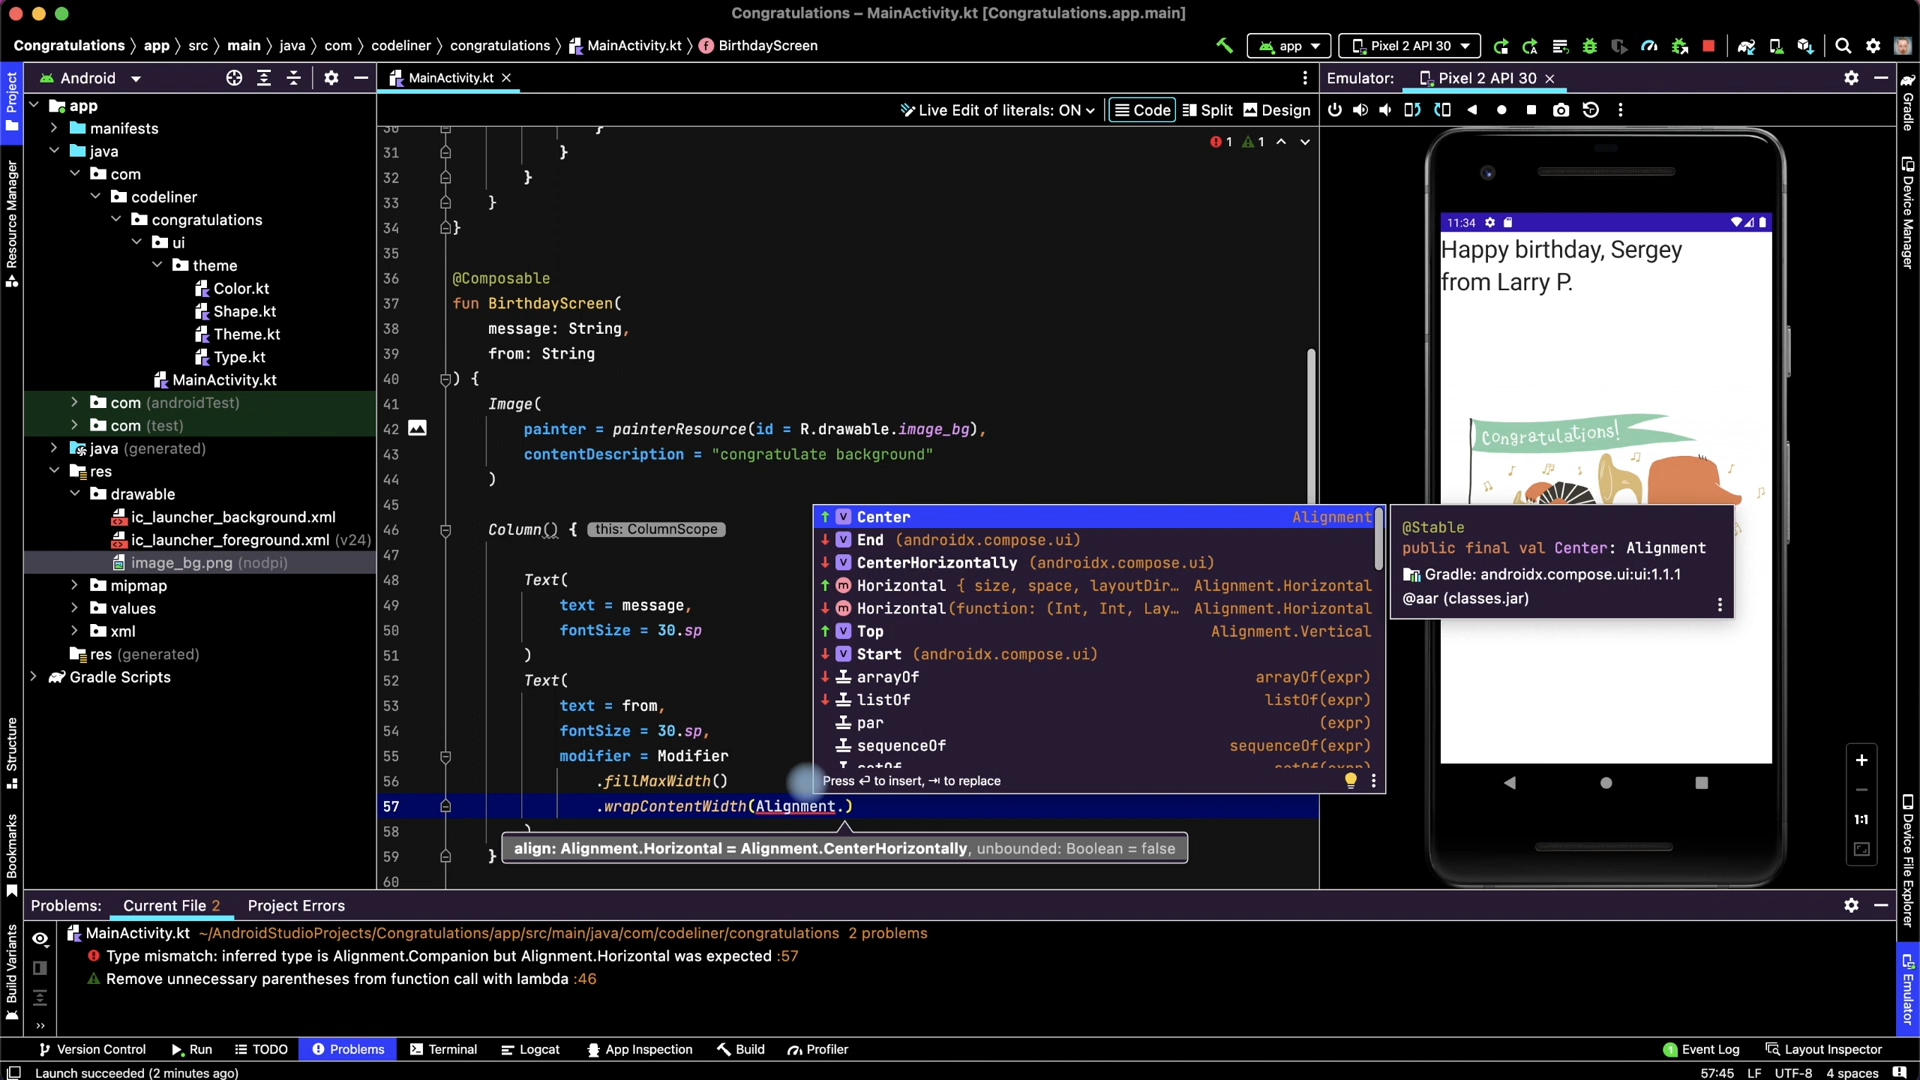 Congratulations – MainActivity.kt [Congratulations.app.main]
Congratulations 〉 app 〉 src 〉 main 〉 java 〉 com 〉 codeliner 〉 congratulations 〉 MainActivity.kt 〉 BirthdayScreen
app
Pixel 2 API 30
Android
MainActivity.kt
Emulator:
Pixel 2 API 30
Live Edit of literals: ON
Code
Split
Design
Project
Resource Manager
Structure
Bookmarks
Build Variants
Gradle
Device Manager
Device File Explorer
Emulator
app
manifests
java
com
codeliner
congratulations
ui
theme
Color.kt
Shape.kt
Theme.kt
Type.kt
MainActivity.kt
com (androidTest)
com (test)
java (generated)
res
drawable
ic_launcher_background.xml
ic_launcher_foreground.xml (v24)
image_bg.png (nodpi)
mipmap
values
xml
res (generated)
Gradle Scripts
1 1
30 }
31 }
32 }
33 }
34 }
35
36 @Composable
37 fun BirthdayScreen(
38 message: String,
39 from: String
40 ) {
41 Image(
42 painter = painterResource(id = R.drawable.image_bg),
43 contentDescription = "congratulate background"
44 )
45
46 Column() { this: ColumnScope
47
48 Text(
49 text = message,
50 fontSize = 30.sp
51 )
52 Text(
53 text = from,
54 fontSize = 30.sp,
55 modifier = Modifier
56 .fillMaxWidth()
57 .wrapContentWidth(Alignment.)
58 )
59 }
60
Center Alignment
End (androidx.compose.ui)
CenterHorizontally (androidx.compose.ui)
Horizontal { size, space, layoutDir… Alignment.Horizontal
Horizontal(function: (Int, Int, Lay… Alignment.Horizontal
Top Alignment.Vertical
Start (androidx.compose.ui)
arrayOf arrayOf(expr)
listOf listOf(expr)
par (expr)
sequenceOf sequenceOf(expr)
setOf setOf(expr)
Press ↩ to insert, ⇥ to replace
align: Alignment.Horizontal = Alignment.CenterHorizontally, unbounded: Boolean = false
@Stable
public final val Center: Alignment
Gradle: androidx.compose.ui:ui:1.1.1
@aar (classes.jar)
11:34
Happy birthday, Sergey
from Larry P.
Congratulations!
1:1
Problems:
Current File 2
Project Errors
MainActivity.kt ~/AndroidStudioProjects/Congratulations/app/src/main/java/com/codeliner/congratulations 2 problems
Type mismatch: inferred type is Alignment.Companion but Alignment.Horizontal was expected :57
Remove unnecessary parentheses from function call with lambda :46
Version Control
Run
TODO
Problems
Terminal
Logcat
App Inspection
Build
Profiler
1 Event Log
Layout Inspector
Launch succeeded (2 minutes ago)
57:45 LF UTF-8 4 spaces